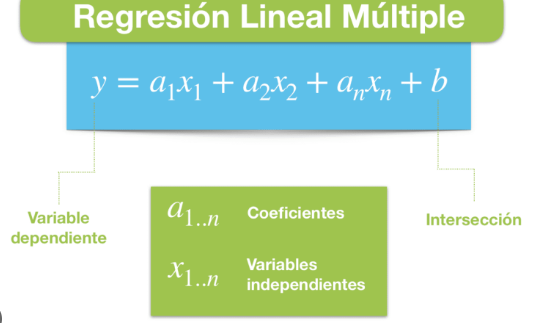 Regresión Lineal Múltiple
y = a₁x₁ + a₂x₂ + aₙxₙ + b
Variable
dependiente
a₁..ₙ Coeficientes
x₁..ₙ Variables
independientes
Intersección